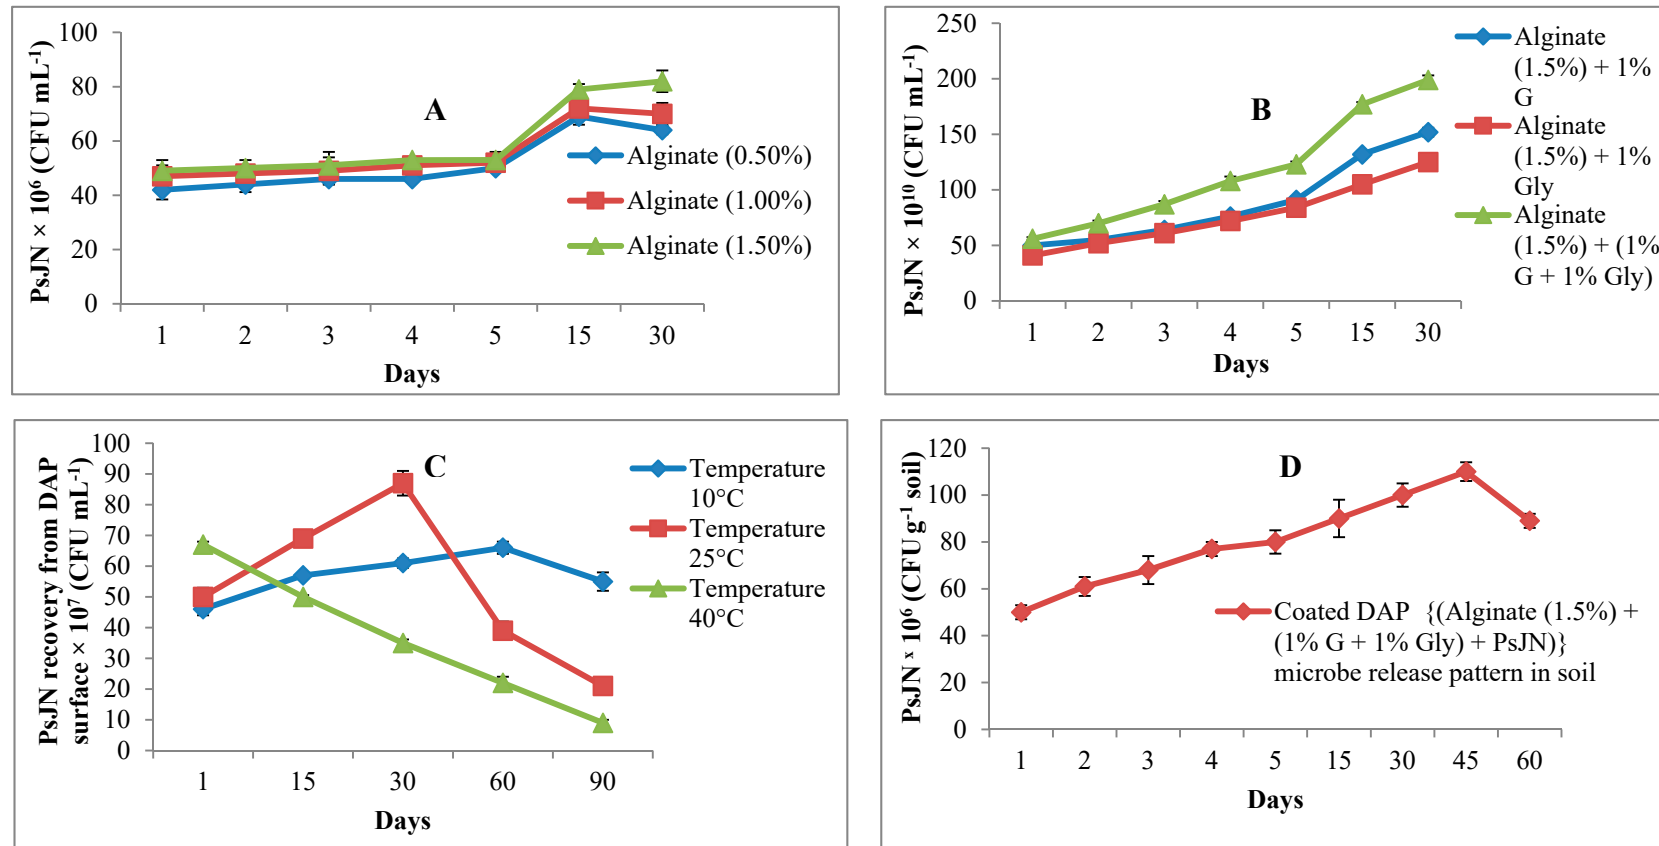 A
PsJN × 10⁶ (CFU mL⁻¹)
100
80
60
40
20
0
1 2 3 4 5 15 30
Days
Alginate (0.50%)
Alginate (1.00%)
Alginate (1.50%)
B
PsJN × 10¹⁰ (CFU mL⁻¹)
250
200
150
100
50
0
1 2 3 4 5 15 30
Days
Alginate
(1.5%) + 1%
G
Alginate
(1.5%) + 1%
Gly
Alginate
(1.5%) + (1%
G + 1% Gly)
C
PsJN recovery from DAP
surface × 10⁷ (CFU mL⁻¹)
100
90
80
70
60
50
40
30
20
10
0
1 15 30 60 90
Days
Temperature
10°C
Temperature
25°C
Temperature
40°C
D
PsJN ˣ 10⁶ (CFU g⁻¹ soil)
120
100
80
60
40
20
0
1 2 3 4 5 15 30 45 60
Days
Coated DAP {(Alginate (1.5%) +
(1% G + 1% Gly) + PsJN)}
microbe release pattern in soil